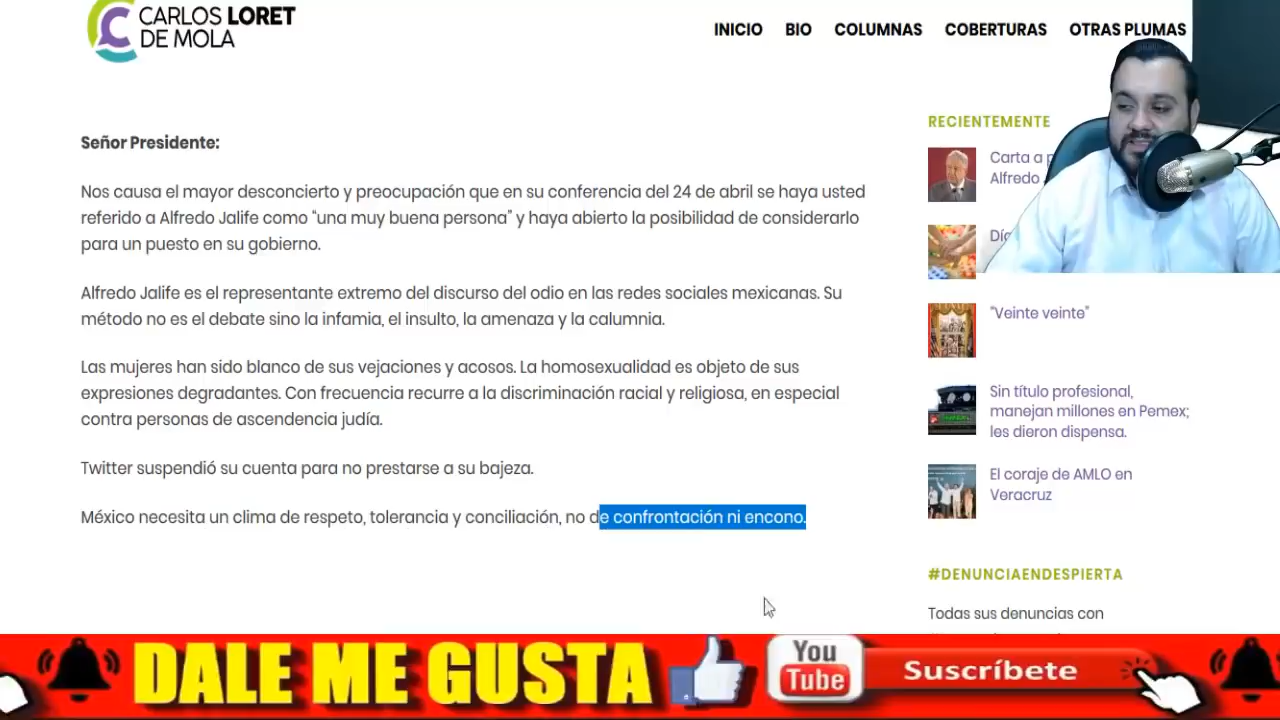 CARLOS LORET
DE MOLA
INICIO BIO COLUMNAS COBERTURAS OTRAS PLUMAS
Señor Presidente:
Nos causa el mayor desconcierto y preocupación que en su conferencia del 24 de abril se haya usted
referido a Alfredo Jalife como “una muy buena persona” y haya abierto la posibilidad de considerarlo
para un puesto en su gobierno.
Alfredo Jalife es el representante extremo del discurso del odio en las redes sociales mexicanas. Su
método no es el debate sino la infamia, el insulto, la amenaza y la calumnia.
Las mujeres han sido blanco de sus vejaciones y acosos. La homosexualidad es objeto de sus
expresiones degradantes. Con frecuencia recurre a la discriminación racial y religiosa, en especial
contra personas de ascendencia judía.
Twitter suspendió su cuenta para no prestarse a su bajeza.
México necesita un clima de respeto, tolerancia y conciliación, no de confrontación ni encono.
RECIENTEMENTE
Carta a
Alfredo
"Veinte veinte"
Sin título profesional,
manejan millones en Pemex;
les dieron dispensa.
El coraje de AMLO en
Veracruz
#DENUNCIAENDESPIERTA
Todas sus denuncias con
DALE ME GUSTA
You
Tube
Suscríbete